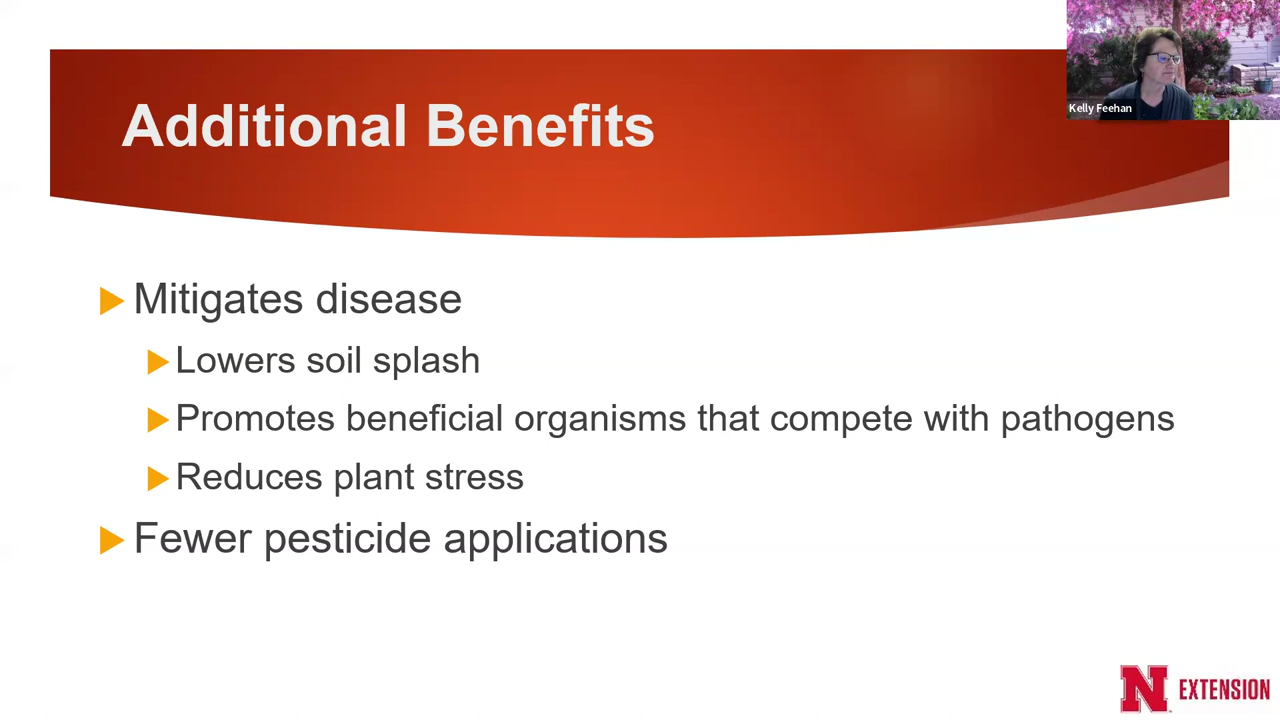 Kelly Feehan
Additional Benefits
Mitigates disease
Lowers soil splash
Promotes beneficial organisms that compete with pathogens
Reduces plant stress
Fewer pesticide applications
N EXTENSION